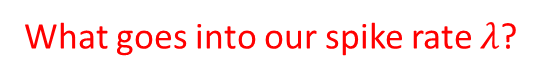 What goes into our spike rate λ?